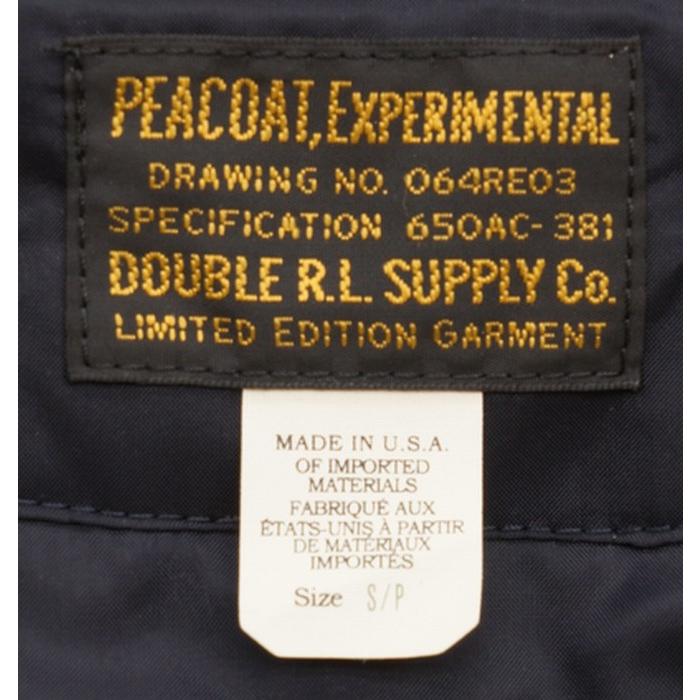 PEACOAT, EXPERIMENTAL
DRAWING NO. 064RE03
SPECIFICATION 650AC-381
DOUBLE R.L. SUPPLY CO.
LIMITED EDITION GARMENT
MADE IN U.S.A.
OF IMPORTED
MATERIALS
FABRIQUÉ AUX
ÉTATS-UNIS À PARTIR
DE MATÉRIAUX
IMPORTÉS
Size S/P